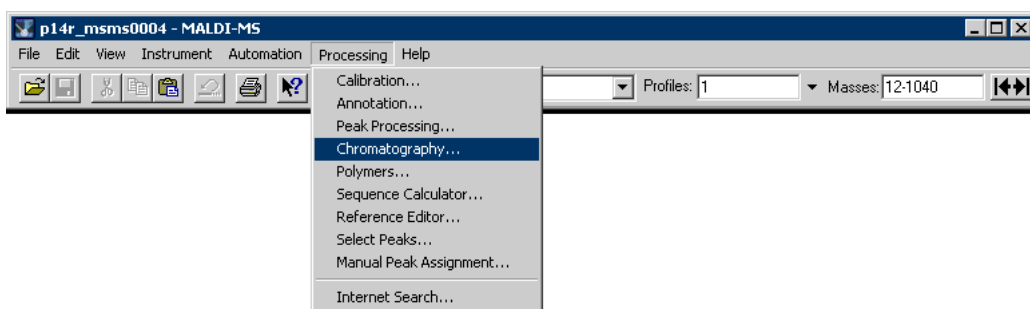 p14r_msms0004 - MALDI-MS
File Edit View Instrument Automation Processing Help
Profiles: 1 Masses: 12-1040
Calibration...
Annotation...
Peak Processing...
Chromatography...
Polymers...
Sequence Calculator...
Reference Editor...
Select Peaks...
Manual Peak Assignment...
Internet Search...